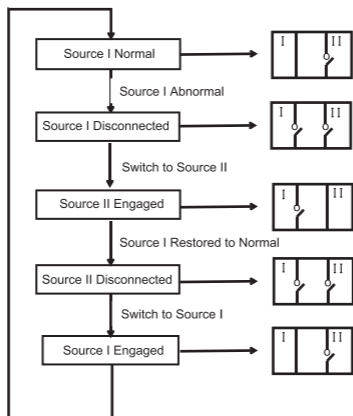 Source I Normal
I II
Source I Abnormal
Source I Disconnected
I II
Switch to Source II
Source II Engaged
I II
Source I Restored to Normal
Source II Disconnected
I II
Switch to Source I
Source I Engaged
I II